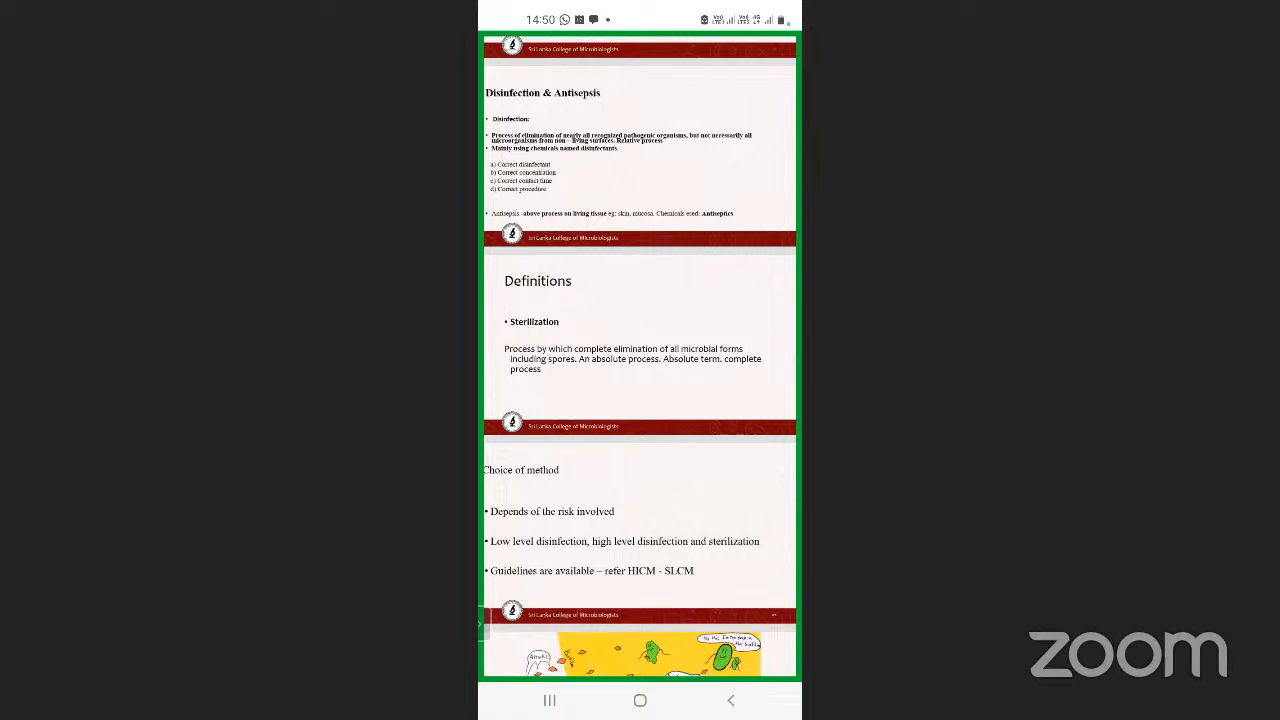 14:50
Sri Lanka College of Microbiologists
Disinfection & Antisepsis
• Disinfection:
• Process of elimination of nearly all recognized pathogenic organisms, but not necessarily all
microorganisms from non – living surfaces. Relative process
• Mainly using chemicals named disinfectants
a) Correct disinfectant
b) Correct concentration
c) Correct contact time
d) Correct procedure
• Antisepsis -above process on living tissue eg: skin, mucosa. Chemicals esed: Antiseptics
Sri Lanka College of Microbiologists
Definitions
• Sterilization
Process by which complete elimination of all microbial forms
including spores. An absolute process. Absolute term. complete
process
Sri Lanka College of Microbiologists
Choice of method
• Depends of the risk involved
• Low level disinfection, high level disinfection and sterilization
• Guidelines are available – refer HICM - SLCM
Sri Lanka College of Microbiologists
zoom